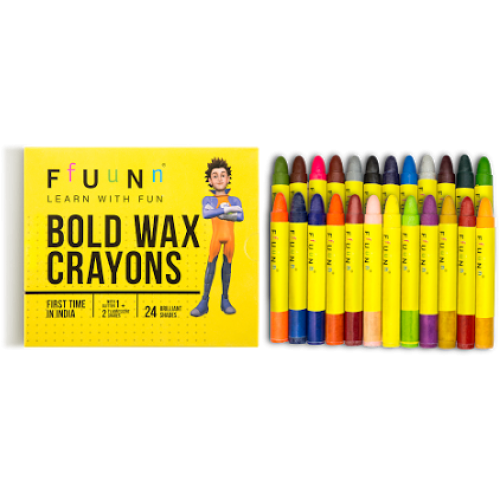 FfUuNn
LEARN WITH FUN
BOLD WAX
CRAYONS
FIRST TIME
IN INDIA
24 BRILLIANT
SHADES